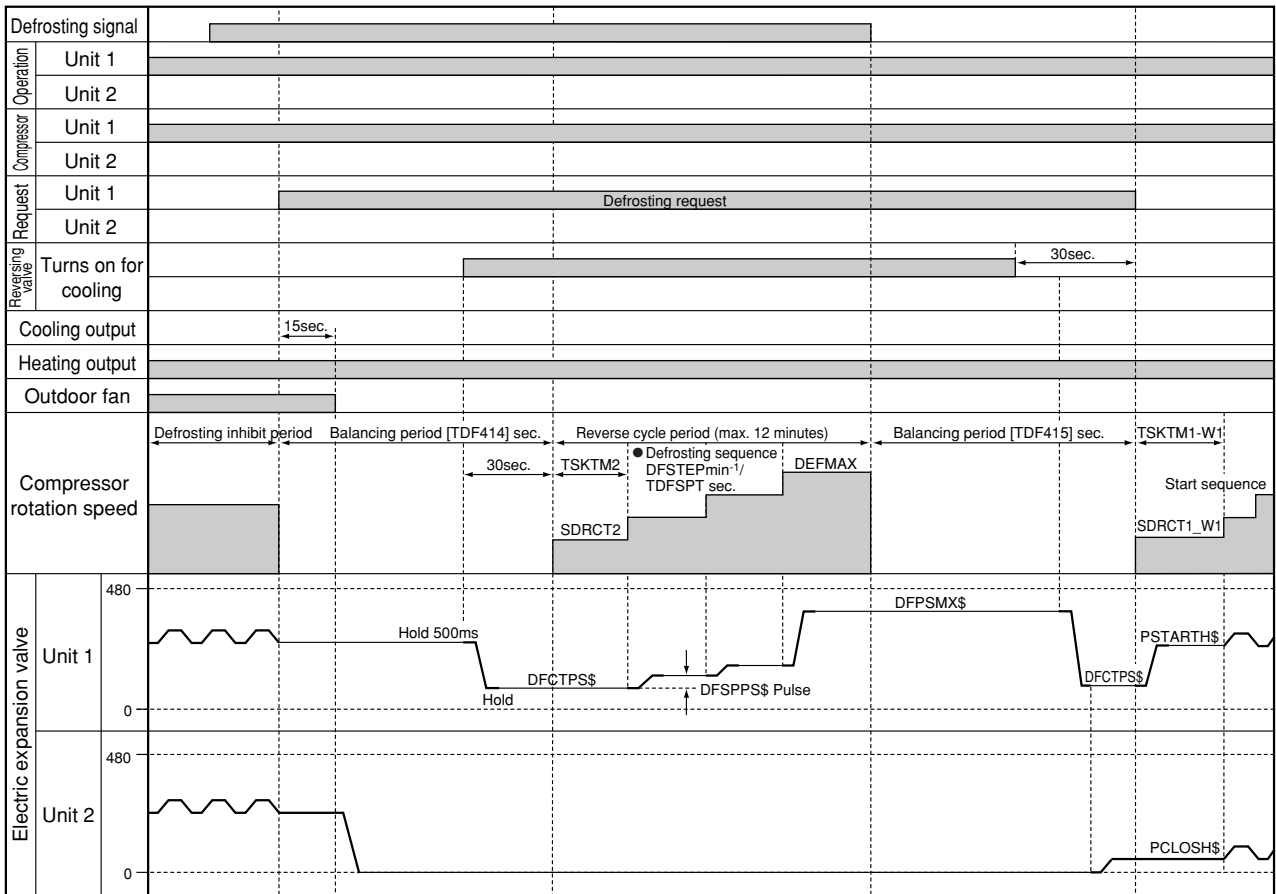 Defrosting signal
Operation
Unit 1
Unit 2
Compressor
Unit 1
Unit 2
Request
Unit 1
Defrosting request
Unit 2
Reversing valve
Turns on for cooling
30sec.
Cooling output
15sec.
Heating output
Outdoor fan
Compressor rotation speed
Defrosting inhibit period
Balancing period [TDF414] sec.
Reverse cycle period (max. 12 minutes)
Balancing period [TDF415] sec.
TSKTM1-W1
30sec.
TSKTM2
● Defrosting sequence
DFSTEPmin-1/
TDFSPT sec.
DEFMAX
Start sequence
SDRCT2
SDRCT1_W1
Electric expansion valve
Unit 1
480
Hold 500ms
DFPSMX$
PSTARTH$
DFCTPS$
DFSPPS$ Pulse
DFCTPS$
Hold
0
Unit 2
480
PCLOSH$
0